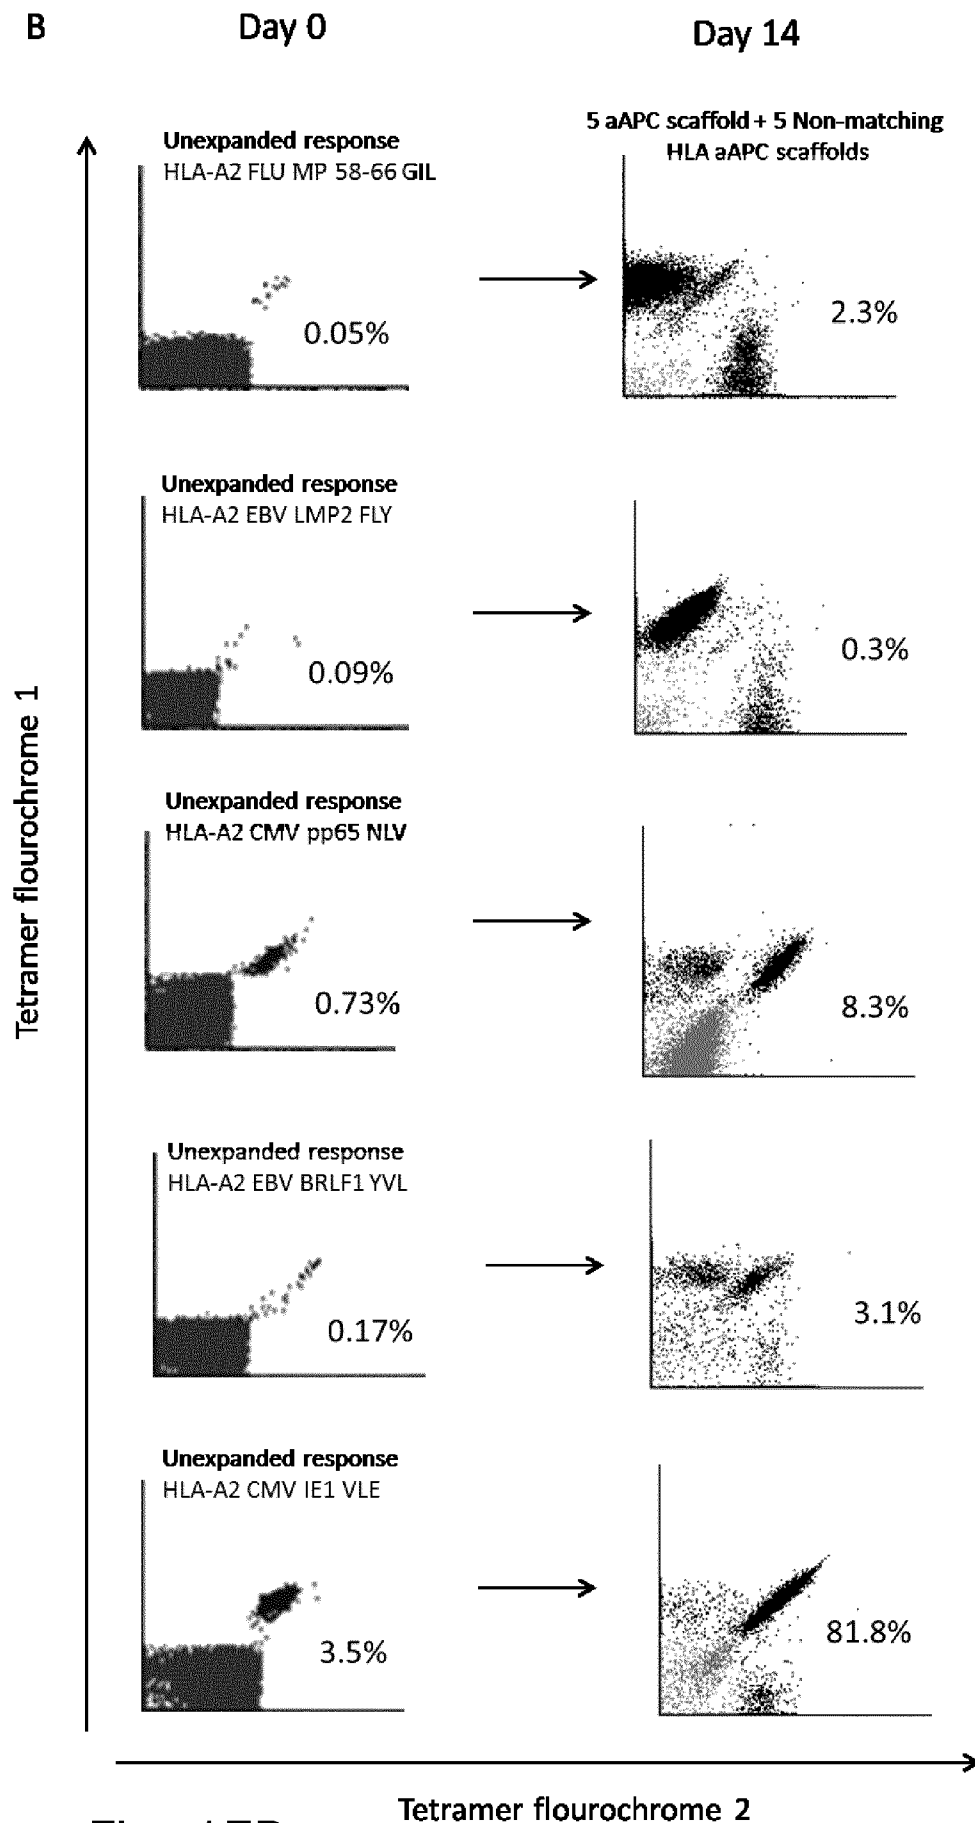 B
Day 0
Day 14
Unexpanded response
HLA-A2 FLU MP 58-66 GIL
5 aAPC scaffold + 5 Non-matching
HLA aAPC scaffolds
0.05%
2.3%
Unexpanded response
HLA-A2 EBV LMP2 FLY
0.09%
0.3%
Unexpanded response
HLA-A2 CMV pp65 NLV
0.73%
8.3%
Unexpanded response
HLA-A2 EBV BRLF1 YVL
0.17%
3.1%
Unexpanded response
HLA-A2 CMV IE1 VLE
3.5%
81.8%
Tetramer flourochrome 1
Tetramer flourochrome 2